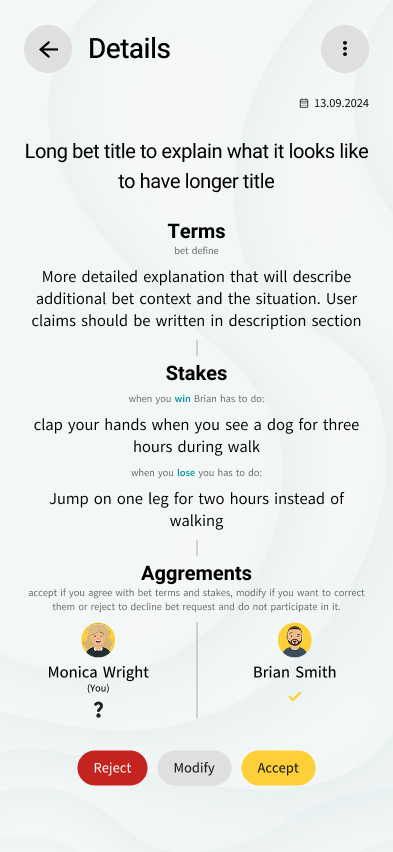 Details
13.09.2024
Long bet title to explain what it looks like
to have longer title
Terms
bet define
More detailed explanation that will describe
additional bet context and the situation. User
claims should be written in description section
Stakes
when you win Brian has to do:
clap your hands when you see a dog for three
hours during walk
when you lose you has to do:
Jump on one leg for two hours instead of
walking
Aggrements
accept if you agree with bet terms and stakes, modify if you want to correct
them or reject to decline bet request and do not participate in it.
Monica Wright
(You)
?
Brian Smith
Reject Modify Accept